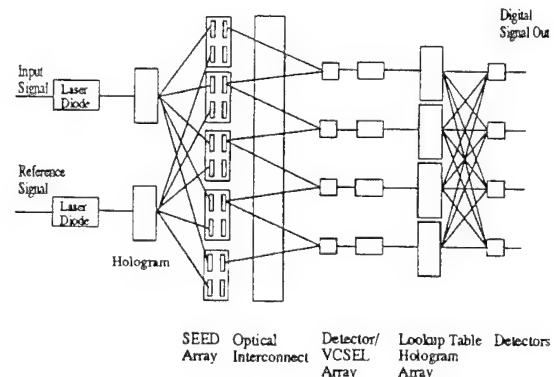 Digital
Signal Out
Input
Signal
Laser
Diode
Reference
Signal
Laser
Diode
Hologram
SEED
Array
Optical
Interconnect
Detector/
VCSEL
Array
Lookup Table
Hologram
Array
Detectors